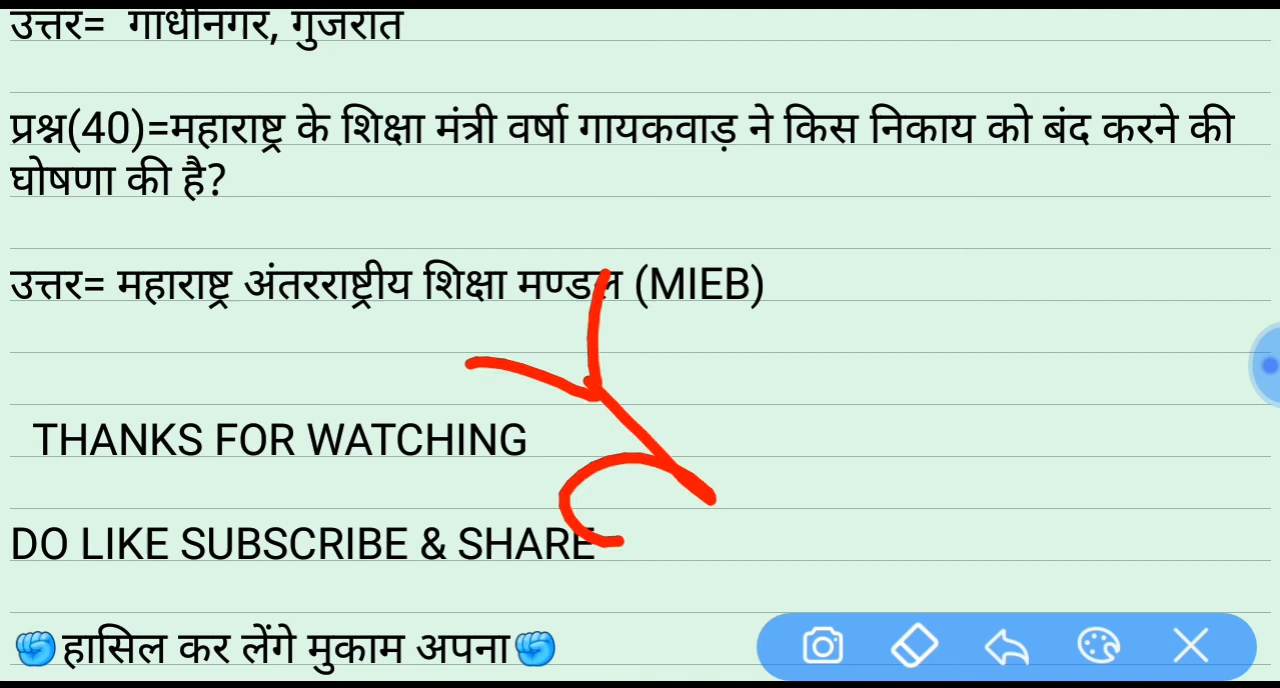 उत्तर= गांधीनगर, गुजरात
प्रश्न(40)=महाराष्ट्र के शिक्षा मंत्री वर्षा गायकवाड़ ने किस निकाय को बंद करने की
घोषणा की है?
उत्तर= महाराष्ट्र अंतरराष्ट्रीय शिक्षा मण्डल (MIEB)
THANKS FOR WATCHING
DO LIKE SUBSCRIBE & SHARE
✊हासिल कर लेंगे मुकाम अपना✊